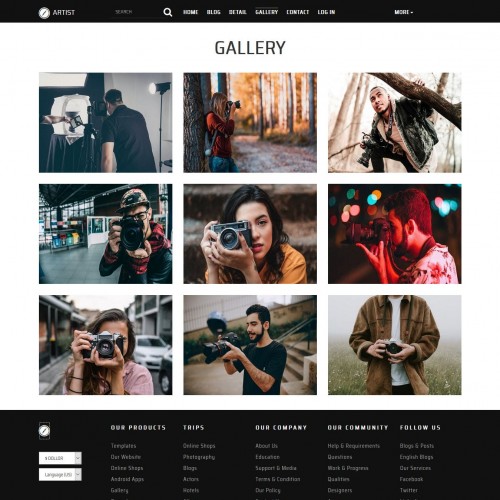 ARTIST
SEARCH
HOME BLOG DETAIL GALLERY CONTACT LOG IN MORE
GALLERY
OUR PRODUCTS
Templates
Our Website
Online Shops
Android Apps
Gallery
TRIPS
Online Shops
Photography
Blogs
Actors
Hotels
OUR COMPANY
About Us
Education
Support & Media
Terms & Condition
Our Policy
OUR COMMUNITY
Help & Requirements
Questions
Work & Progress
Qualities
Designers
FOLLOW US
Blogs & Posts
English Blogs
Our Services
Facebook
Twitter
Language (US)